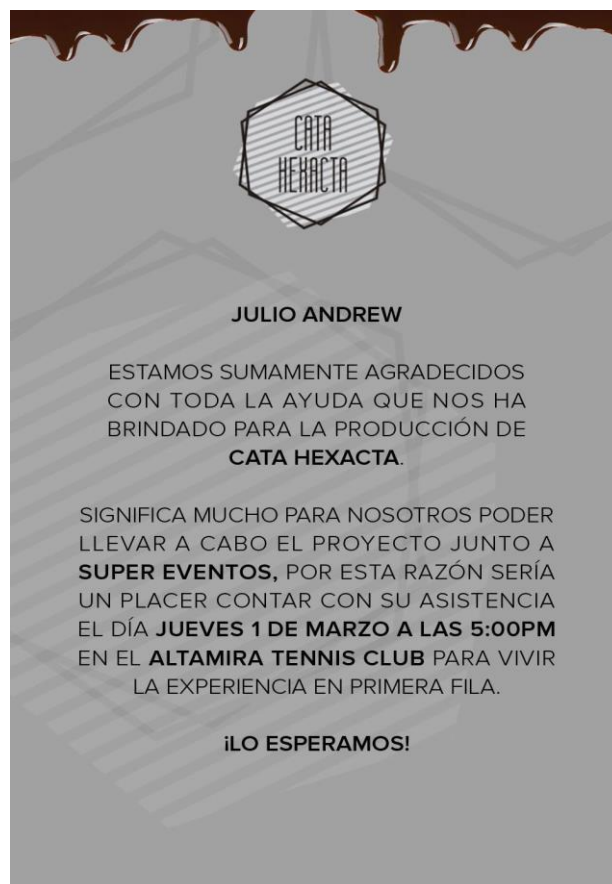 CATA
HEXACTA
JULIO ANDREW
ESTAMOS SUMAMENTE AGRADECIDOS
CON TODA LA AYUDA QUE NOS HA
BRINDADO PARA LA PRODUCCIÓN DE
CATA HEXACTA.
SIGNIFICA MUCHO PARA NOSOTROS PODER
LLEVAR A CABO EL PROYECTO JUNTO A
SUPER EVENTOS, POR ESTA RAZÓN SERÍA
UN PLACER CONTAR CON SU ASISTENCIA
EL DÍA JUEVES 1 DE MARZO A LAS 5:00PM
EN EL ALTAMIRA TENNIS CLUB PARA VIVIR
LA EXPERIENCIA EN PRIMERA FILA.
¡LO ESPERAMOS!